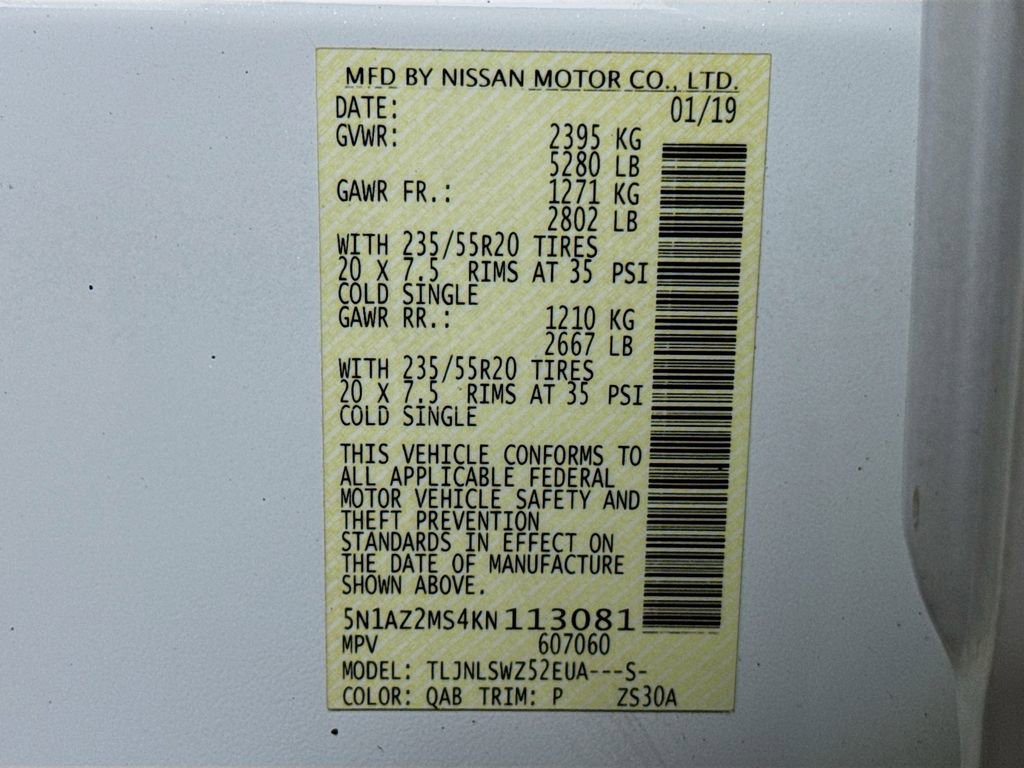 MFD BY NISSAN MOTOR CO., LTD.
DATE: 01/19
GVWR: 2395 KG
5280 LB
GAWR FR.: 1271 KG
2802 LB
WITH 235/55R20 TIRES
20 X 7.5 RIMS AT 35 PSI
COLD SINGLE
GAWR RR.: 1210 KG
2667 LB
WITH 235/55R20 TIRES
20 X 7.5 RIMS AT 35 PSI
COLD SINGLE
THIS VEHICLE CONFORMS TO
ALL APPLICABLE FEDERAL
MOTOR VEHICLE SAFETY AND
THEFT PREVENTION
STANDARDS IN EFFECT ON
THE DATE OF MANUFACTURE
SHOWN ABOVE.
5N1AZ2MS4KN113081
MPV 607060
MODEL: TLJNLSWZ52EUA---S-
COLOR: QAB TRIM: P ZS30A